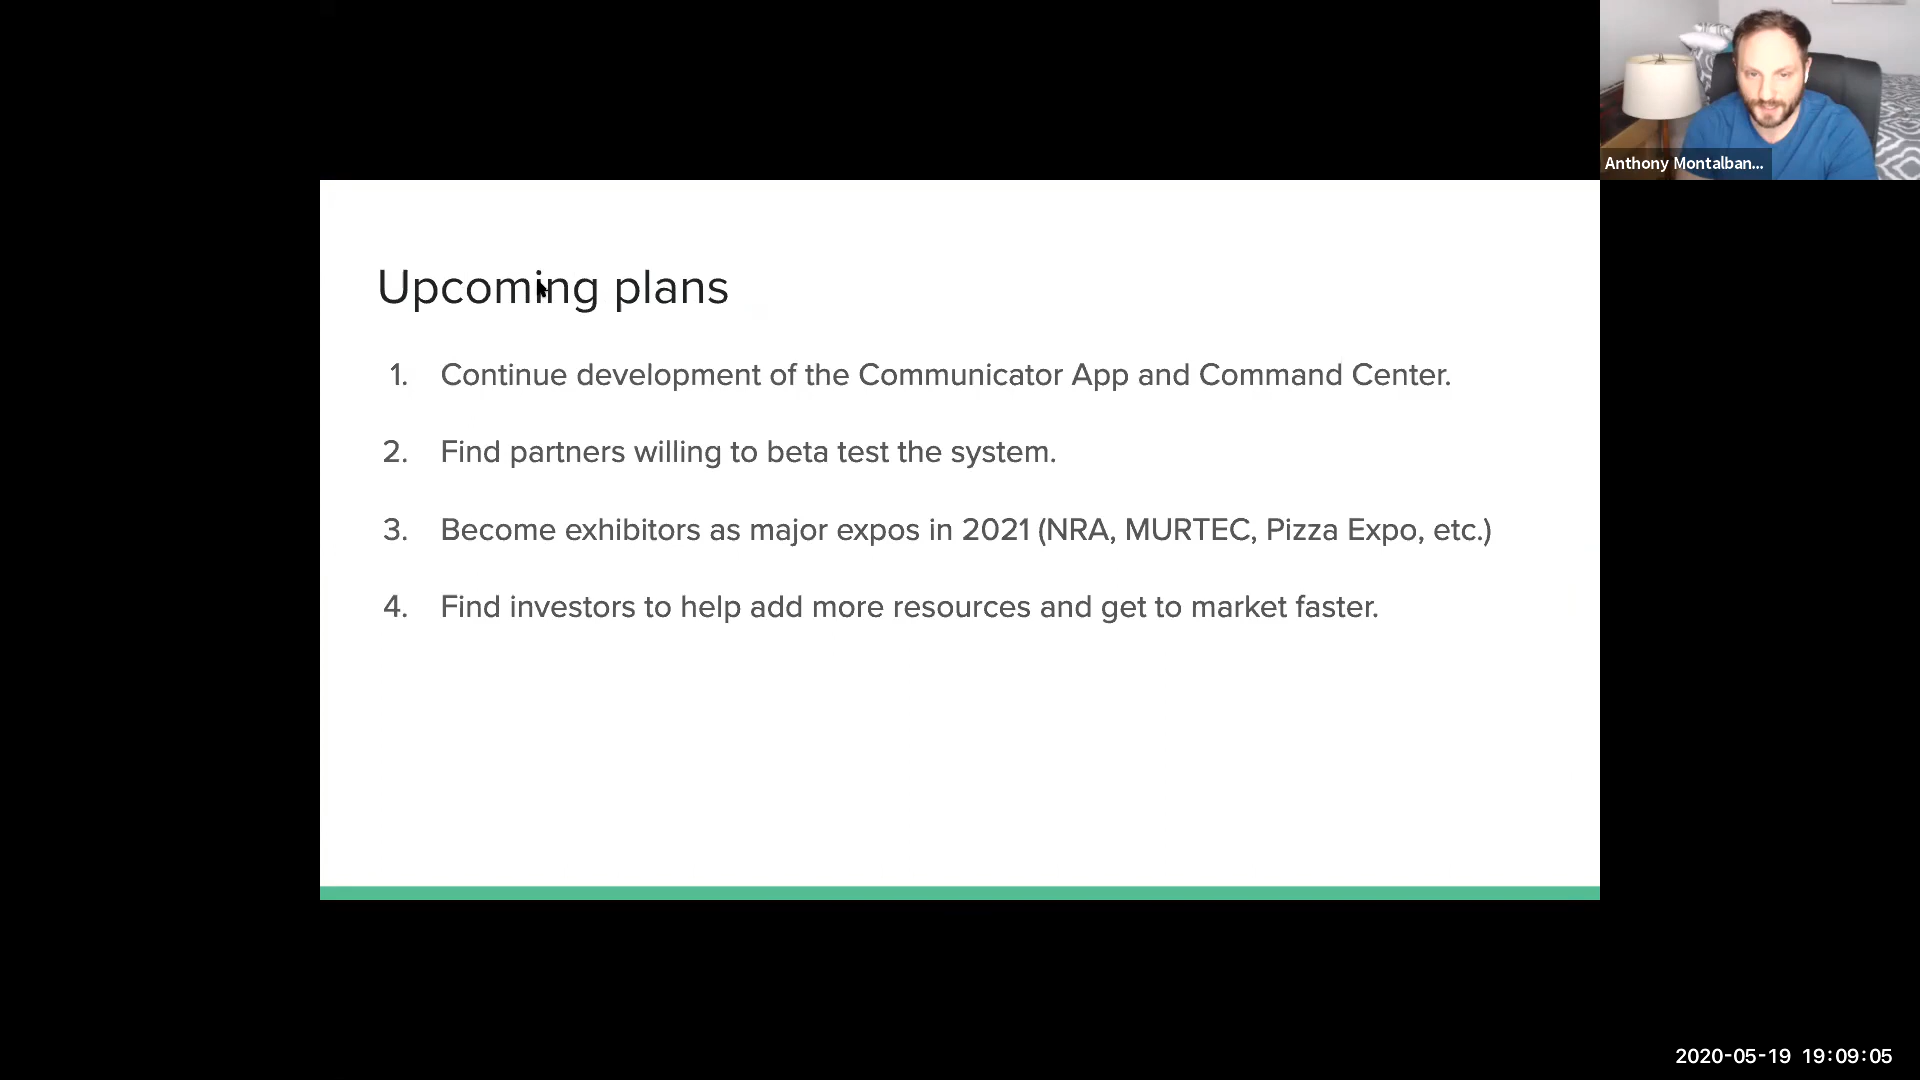 Anthony Montalban...
Upcoming plans
1. Continue development of the Communicator App and Command Center.
2. Find partners willing to beta test the system.
3. Become exhibitors as major expos in 2021 (NRA, MURTEC, Pizza Expo, etc.)
4. Find investors to help add more resources and get to market faster.
2020-05-19 19:09:05